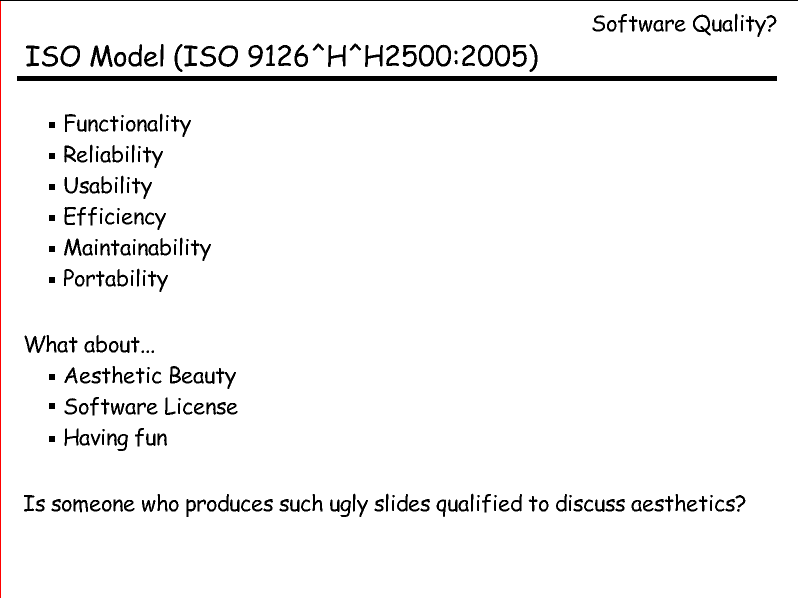 Software Quality?
ISO Model (ISO 9126^H^H2500:2005)
▪ Functionality
▪ Reliability
▪ Usability
▪ Efficiency
▪ Maintainability
▪ Portability
What about...
▪ Aesthetic Beauty
▪ Software License
▪ Having fun
Is someone who produces such ugly slides qualified to discuss aesthetics?